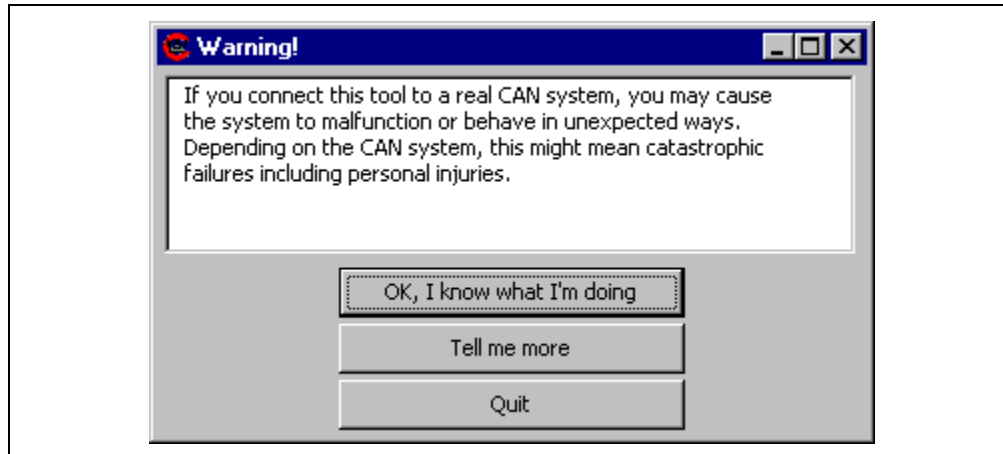 Warning!
If you connect this tool to a real CAN system, you may cause
the system to malfunction or behave in unexpected ways.
Depending on the CAN system, this might mean catastrophic
failures including personal injuries.
OK, I know what I'm doing
Tell me more
Quit